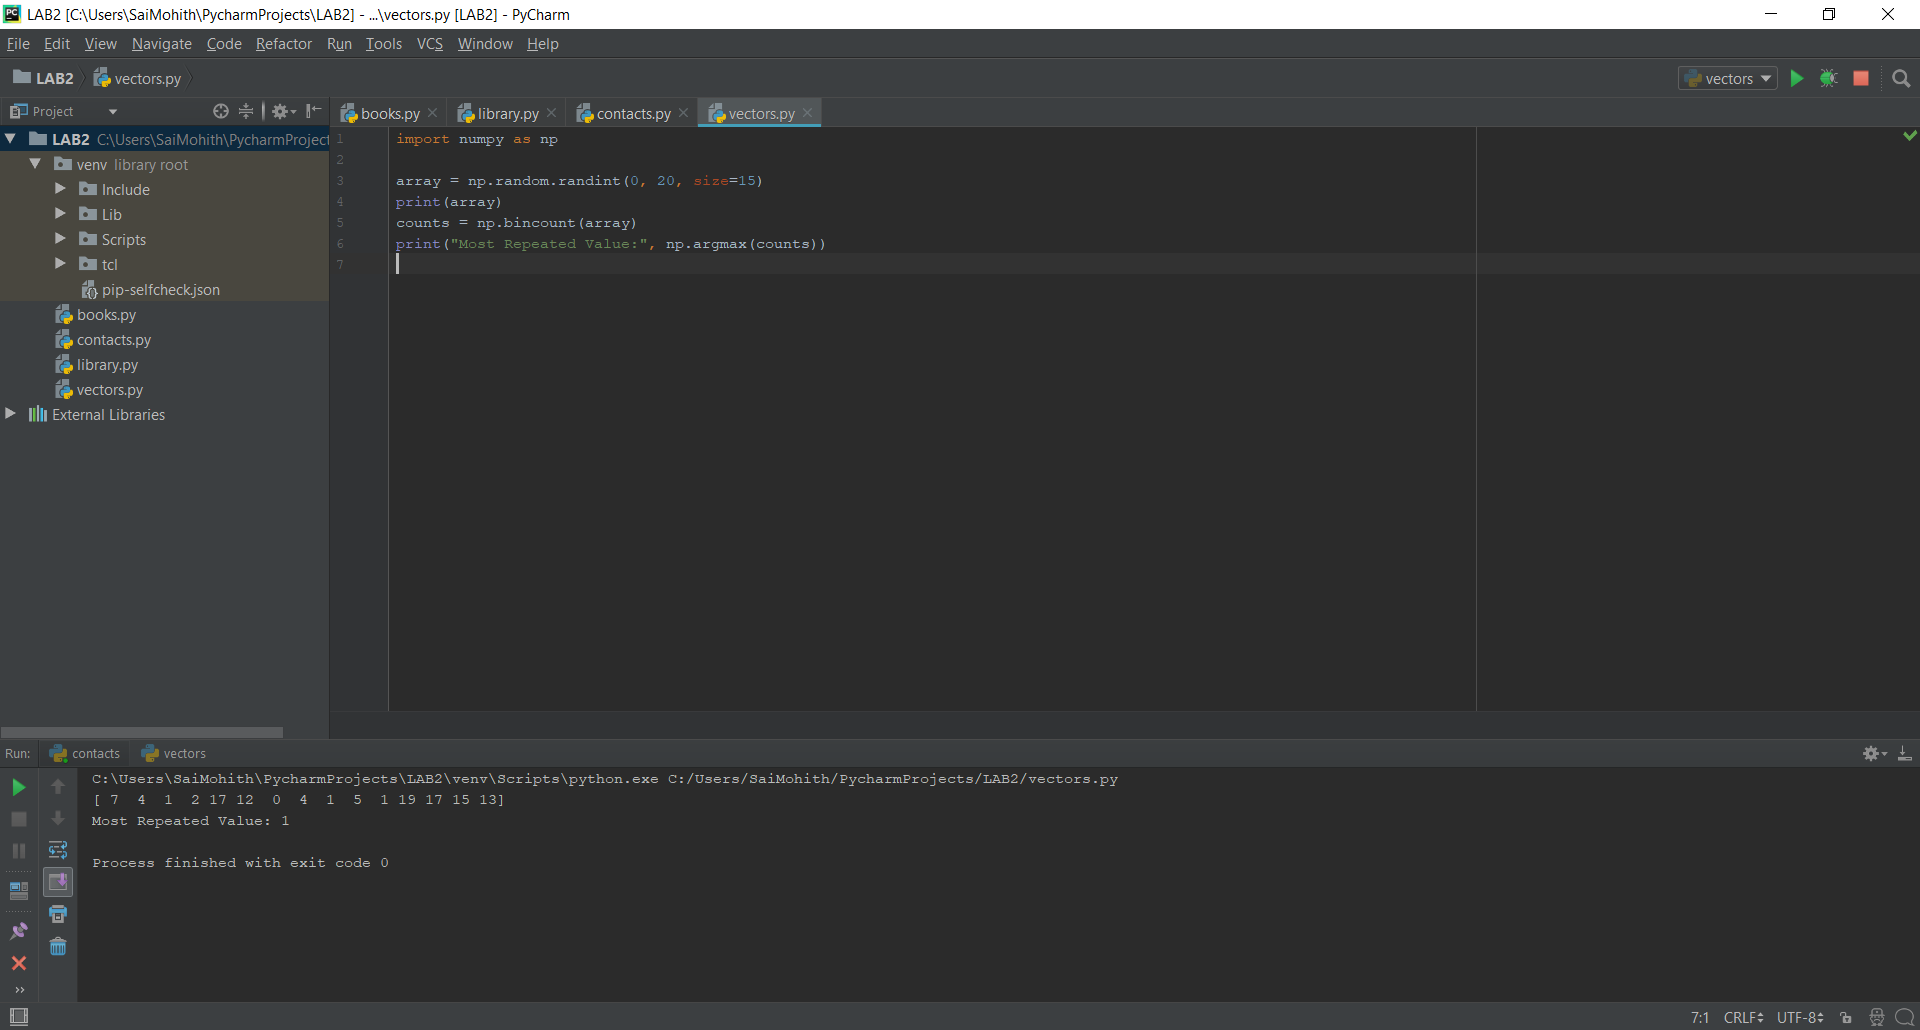 LAB2 [C:\Users\SaiMohith\PycharmProjects\LAB2] - ...\vectors.py [LAB2] - PyCharm
File Edit View Navigate Code Refactor Run Tools VCS Window Help
LAB2 vectors.py vectors
Project books.py library.py contacts.py vectors.py
LAB2 C:\Users\SaiMohith\PycharmProject
venv library root
Include
Lib
Scripts
tcl
pip-selfcheck.json
books.py
contacts.py
library.py
vectors.py
External Libraries
1 import numpy as np
2
3 array = np.random.randint(0, 20, size=15)
4 print(array)
5 counts = np.bincount(array)
6 print("Most Repeated Value:", np.argmax(counts))
7
Run: contacts vectors
C:\Users\SaiMohith\PycharmProjects\LAB2\venv\Scripts\python.exe C:/Users/SaiMohith/PycharmProjects/LAB2/vectors.py
[ 7  4  1  2 17 12  0  4  1  5  1 19 17 15 13]
Most Repeated Value: 1
Process finished with exit code 0
7:1 CRLF UTF-8